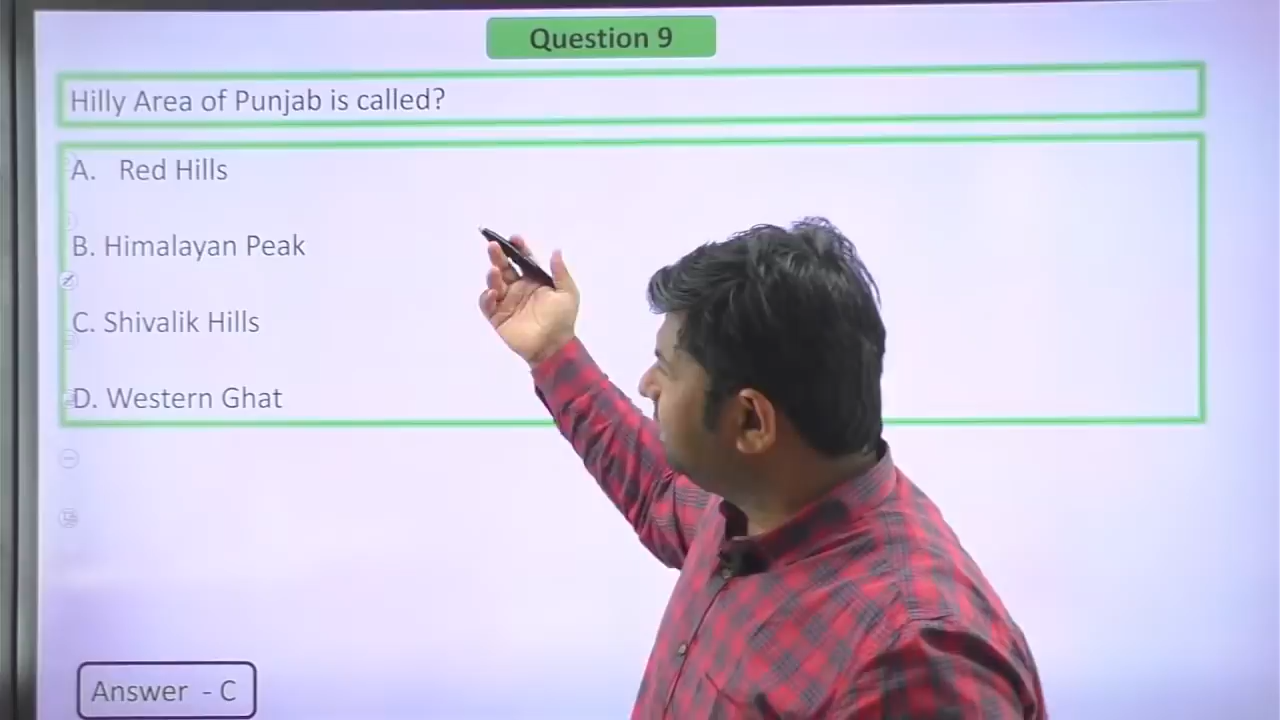 Question 9
Hilly Area of Punjab is called?
A. Red Hills
B. Himalayan Peak
C. Shivalik Hills
D. Western Ghat
Answer - C